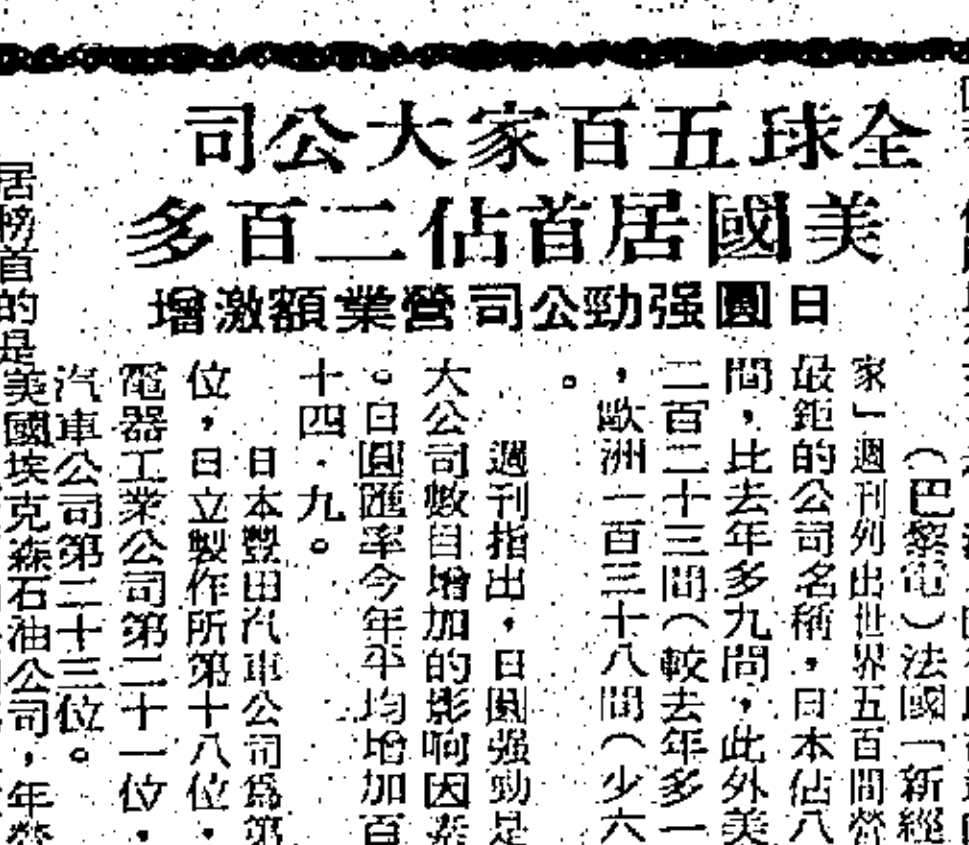 全球五百家大公司
美國居首佔二百多
日圓强勁公司營業額激增
（巴黎電）法國「新經
家」週刊列出世界五百間營
最鉅的公司名稱，日本佔八
間，比去年多九間，此外美
二百二十三間（較去年多一
，歐洲一百三十八間（少六
。
週刊指出，日圓强勁是
大公司數目增加的影响因素
。日圓匯率今年平均增加百
十四．九。
日本豐田汽車公司爲第
位，日立製作所第十八位，
電器工業公司第二十一位，
汽車公司第二十三位。
居榜首的是美國埃克森石油公司，年營